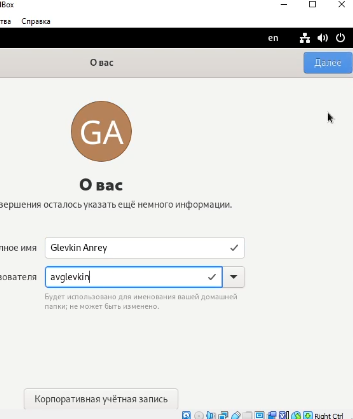 lBox
тва Справка
en
О вас
Далее
GA
О вас
вершения осталось указать ещё немного информации.
лное имя Glevkin Anrey
зователя avglevkin
Будет использовано для именования вашей домашней
папки; не может быть изменено.
Корпоративная учётная запись
Right Ctrl